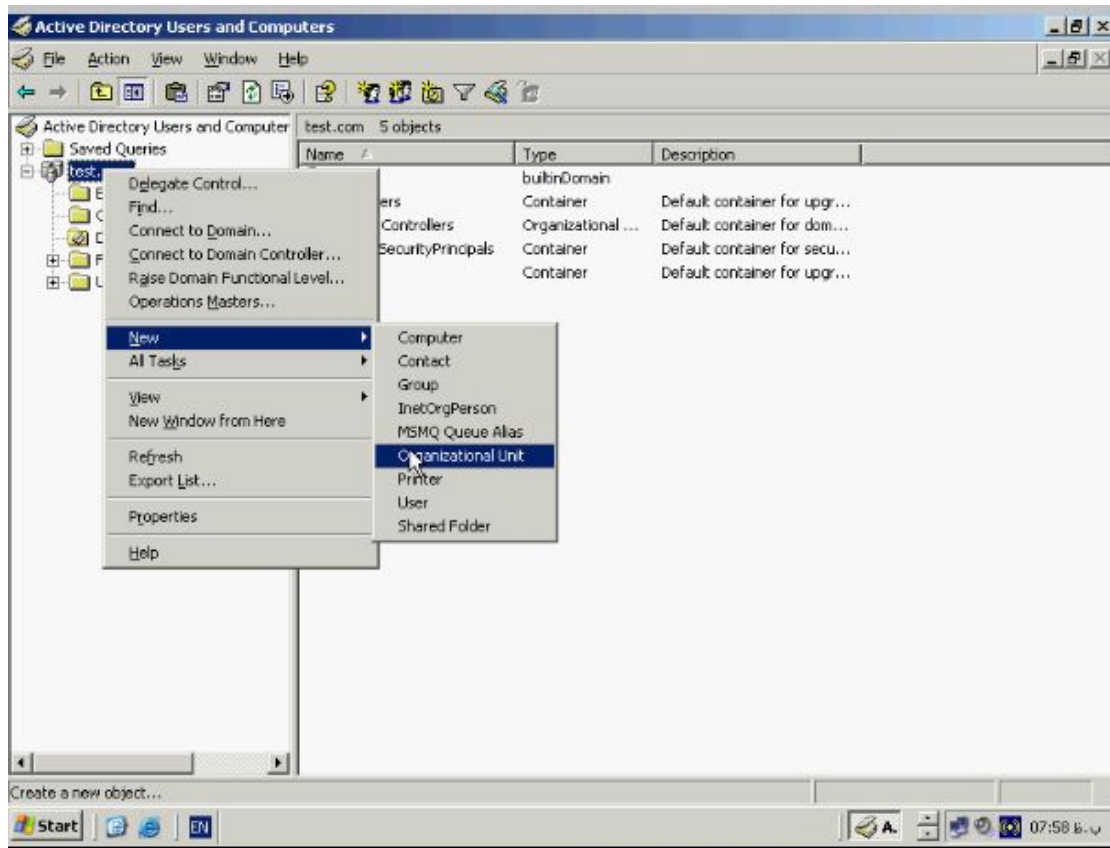 Active Directory Users and Computers
File Action View Window Help
Active Directory Users and Computer
test.com 5 objects
Saved Queries
Name Type Description
test.
builtinDomain
ers Container Default container for upgr...
Controllers Organizational ... Default container for dom...
SecurityPrincipals Container Default container for secu...
Container Default container for upgr...
Delegate Control...
Find...
Connect to Domain...
Connect to Domain Controller...
Raise Domain Functional Level...
Operations Masters...
New
All Tasks
View
New Window from Here
Refresh
Export List...
Properties
Help
Computer
Contact
Group
InetOrgPerson
MSMQ Queue Alias
Organizational Unit
Printer
User
Shared Folder
Create a new object...
Start EN A. 07:58 ب.ظ